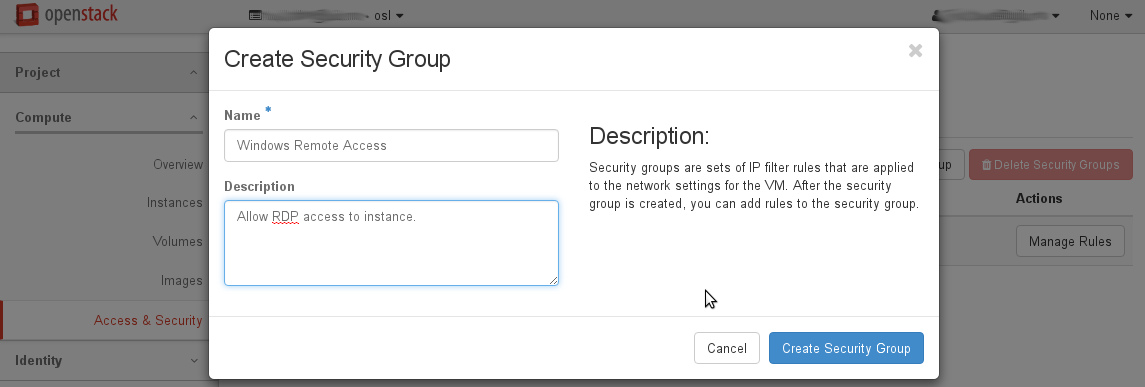 openstack
osl
None
Create Security Group
Project
Name *
Description:
Compute
Windows Remote Access
Security groups are sets of IP filter rules that are applied
to the network settings for the VM. After the security
group is created, you can add rules to the security group.
Overview
Delete Security Groups
Description
Instances
Allow RDP access to instance.
Actions
Volumes
Manage Rules
Images
Access & Security
Identity
Cancel
Create Security Group